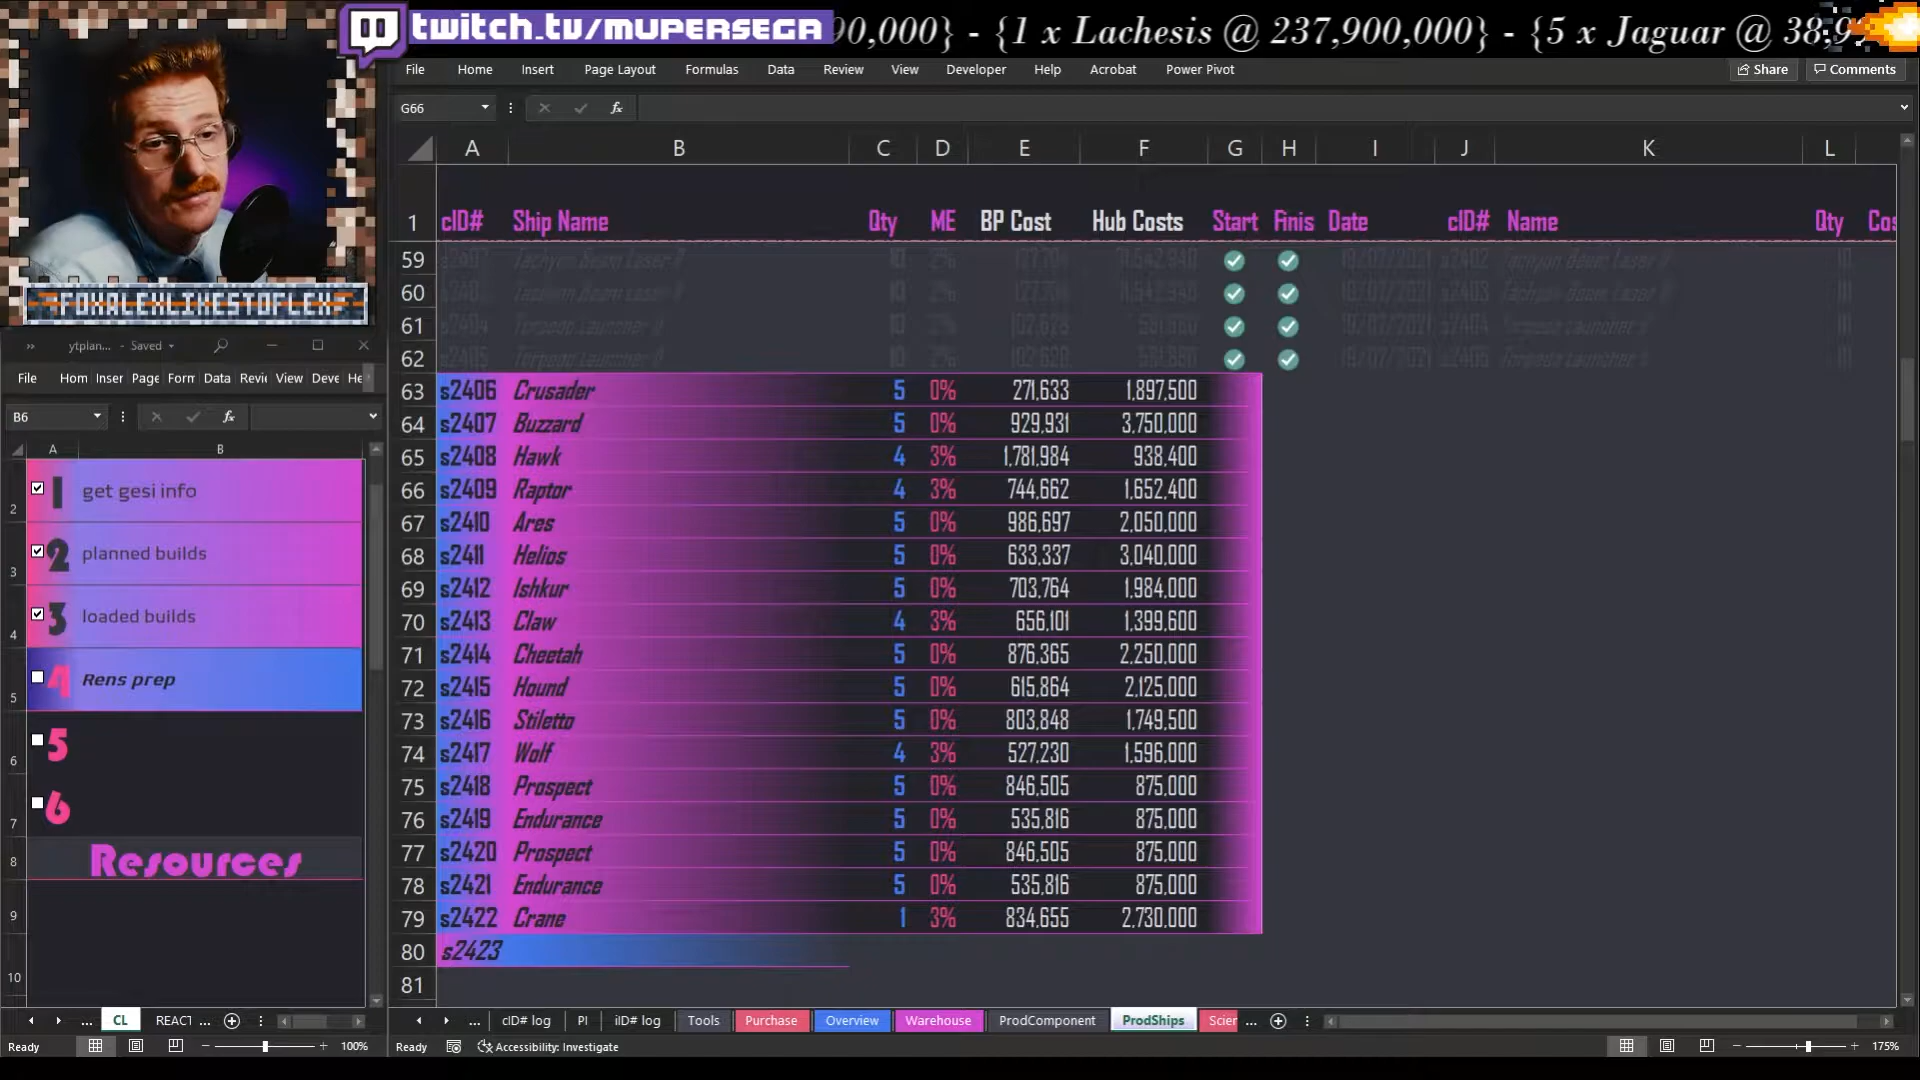 twitch.tv/MUPERSEGA
90,000} - {1 x Lachesis @ 237,900,000} - {5 x Jaguar @ 38,9
FOXALEXLIKESTOFLEX
File Home Insert Page Layout Formulas Data Review View Developer Help Acrobat Power Pivot Share Comments
G66
fx
A B C D E F G H I J K L
1 cID# Ship Name Qty ME BP Cost Hub Costs Start Finis Date cID# Name Qty Cos
59
60
61
62
63 s2406 Crusader 5 0% 271,633 1,897,500
64 s2407 Buzzard 5 0% 929,931 3,750,000
65 s2408 Hawk 4 3% 1,781,984 938,400
66 s2409 Raptor 4 3% 744,662 1,652,400
67 s2410 Ares 5 0% 986,697 2,050,000
68 s2411 Helios 5 0% 633,337 3,040,000
69 s2412 Ishkur 5 0% 703,764 1,984,000
70 s2413 Claw 4 3% 656,101 1,399,600
71 s2414 Cheetah 5 0% 876,365 2,250,000
72 s2415 Hound 5 0% 615,864 2,125,000
73 s2416 Stiletto 5 0% 803,848 1,749,500
74 s2417 Wolf 4 3% 527,230 1,596,000
75 s2418 Prospect 5 0% 846,505 875,000
76 s2419 Endurance 5 0% 535,816 875,000
77 s2420 Prospect 5 0% 846,505 875,000
78 s2421 Endurance 5 0% 535,816 875,000
79 s2422 Crane 1 3% 834,655 2,730,000
80 s2423
81
... cID# log PI iID# log Tools Purchase Overview Warehouse ProdComponent ProdShips Scier ...
Ready Accessibility: Investigate 175%
ytplan... - Saved
File Hom Inser Page Form Data Revie View Deve He
B6
fx
A B
2 1 get gesi info
3 2 planned builds
4 3 loaded builds
5 4 Rens prep
6 5
7 6
8 Resources
9
10
... CL REACT ...
Ready 100%